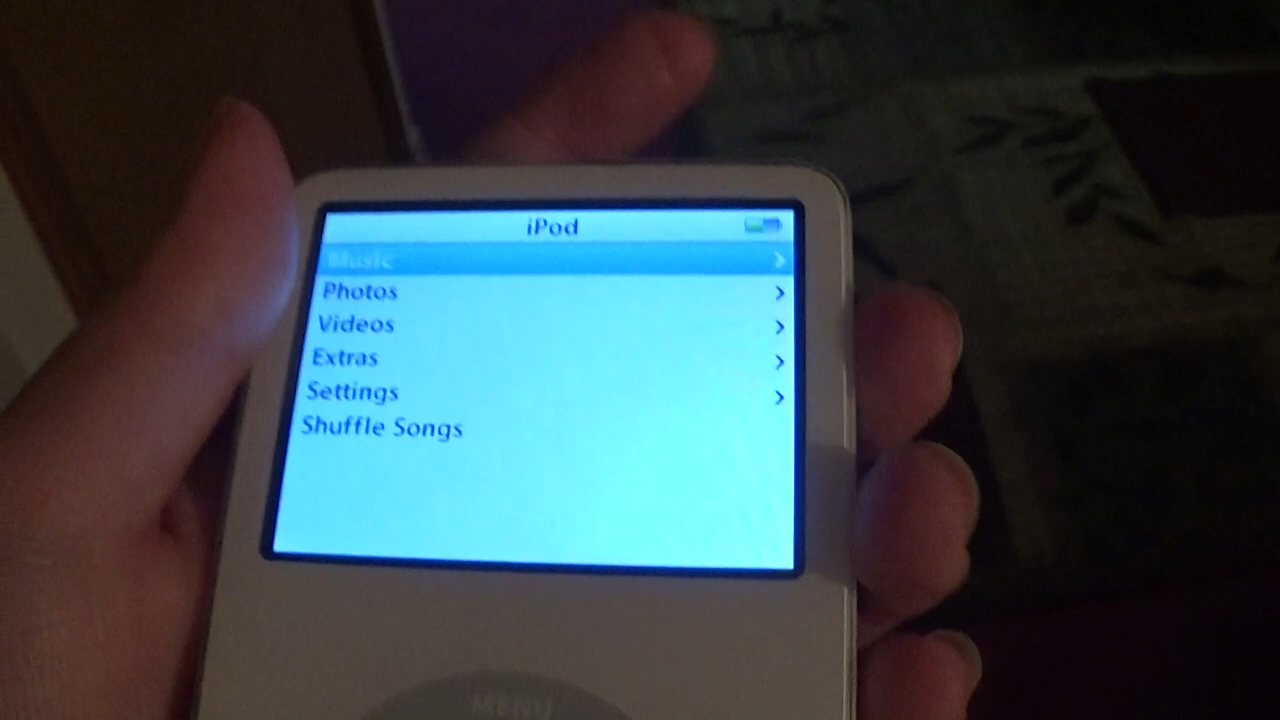 iPod
Music
Photos
Videos
Extras
Settings
Shuffle Songs
MENU